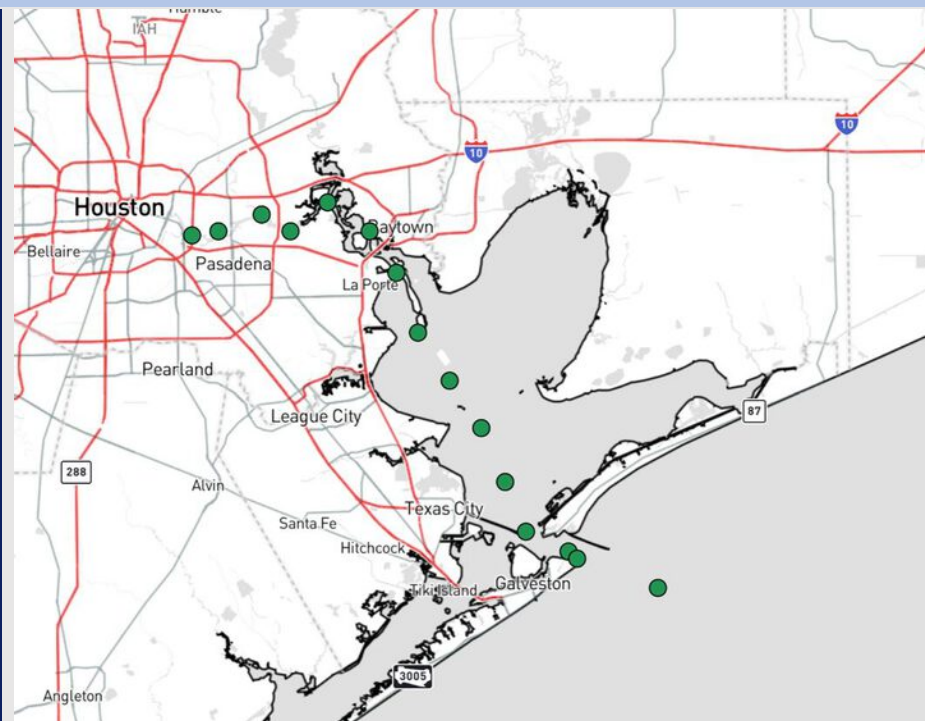 IAH
10
10
Houston
Baytown
Bellaire
Pasadena
La Porte
Pearland
League City
87
288
Alvin
Texas City
Santa Fe
Hitchcock
Tiki Island
Galveston
3005
Angleton